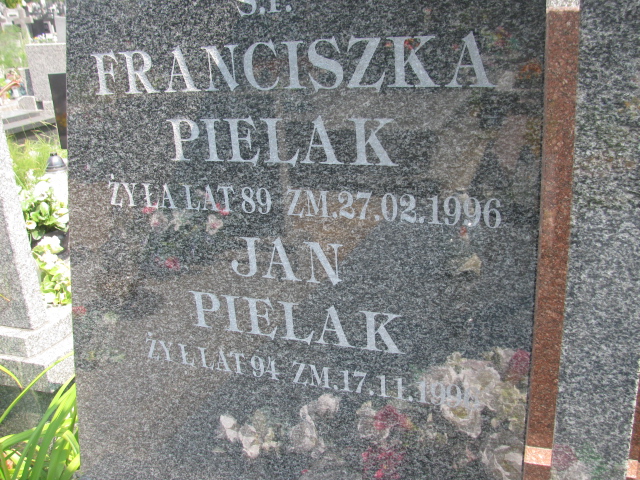 Ś.P.
FRANCISZKA
PIELAK
ŻYŁA LAT 89 ZM.27.02.1996
JAN
PIELAK
ŻYŁ LAT 94 ZM.17.11.